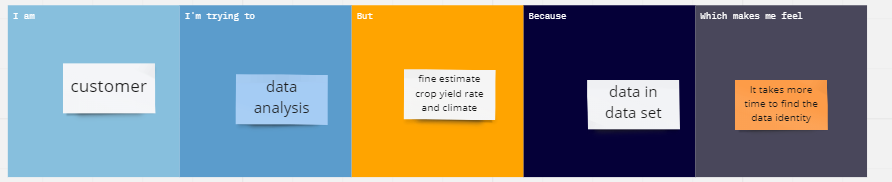 I am
customer
I'm trying to
data
analysis
But
fine estimate
crop yield rate
and climate
Because
data in
data set
Which makes me feel
It takes more
time to find the
data identity